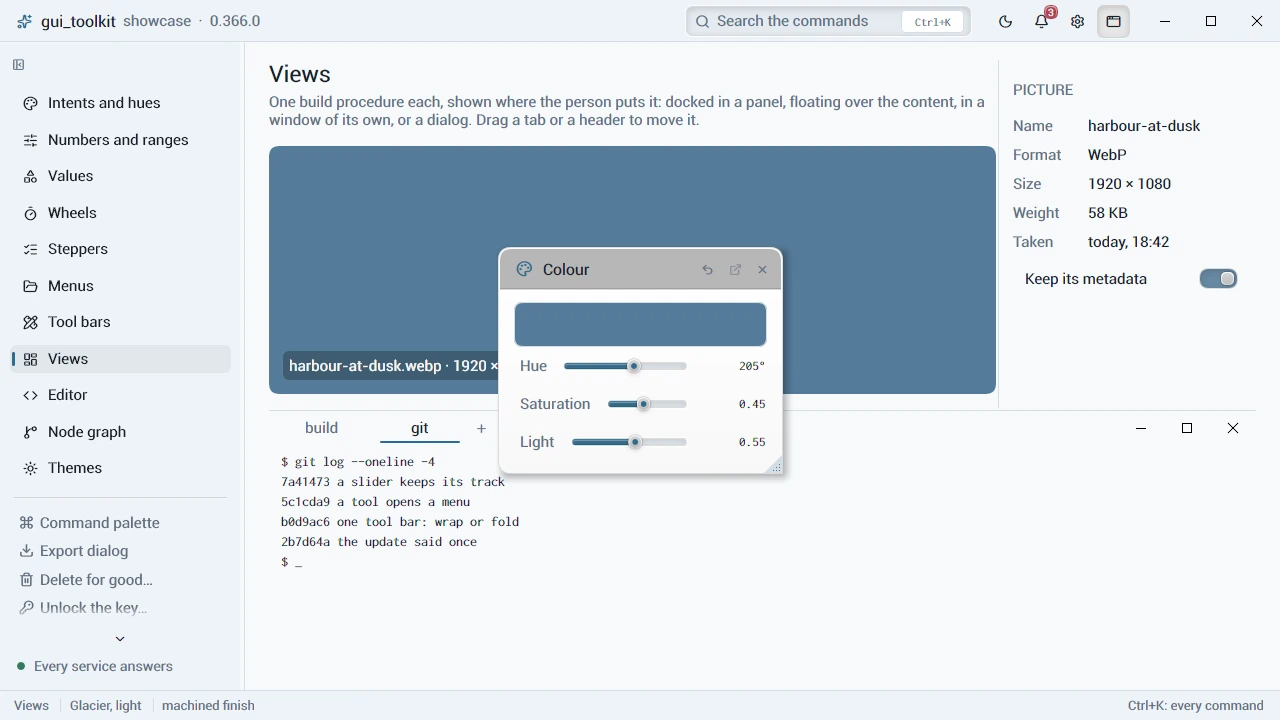 gui_toolkit showcase · 0.366.0
Search the commands Ctrl+K
3
Intents and hues
Numbers and ranges
Values
Wheels
Steppers
Menus
Tool bars
Views
Editor
Node graph
Themes
Command palette
Export dialog
Delete for good...
Unlock the key...
Every service answers
Views
One build procedure each, shown where the person puts it: docked in a panel, floating over the content, in a
window of its own, or a dialog. Drag a tab or a header to move it.
harbour-at-dusk.webp · 1920 ×
Colour
Hue 205°
Saturation 0.45
Light 0.55
PICTURE
Name harbour-at-dusk
Format WebP
Size 1920 × 1080
Weight 58 KB
Taken today, 18:42
Keep its metadata
build git +
$ git log --oneline -4
7a41473 a slider keeps its track
5c1cda9 a tool opens a menu
b0d9ac6 one tool bar: wrap or fold
2b7d64a the update said once
$ _
Views Glacier, light machined finish
Ctrl+K: every command